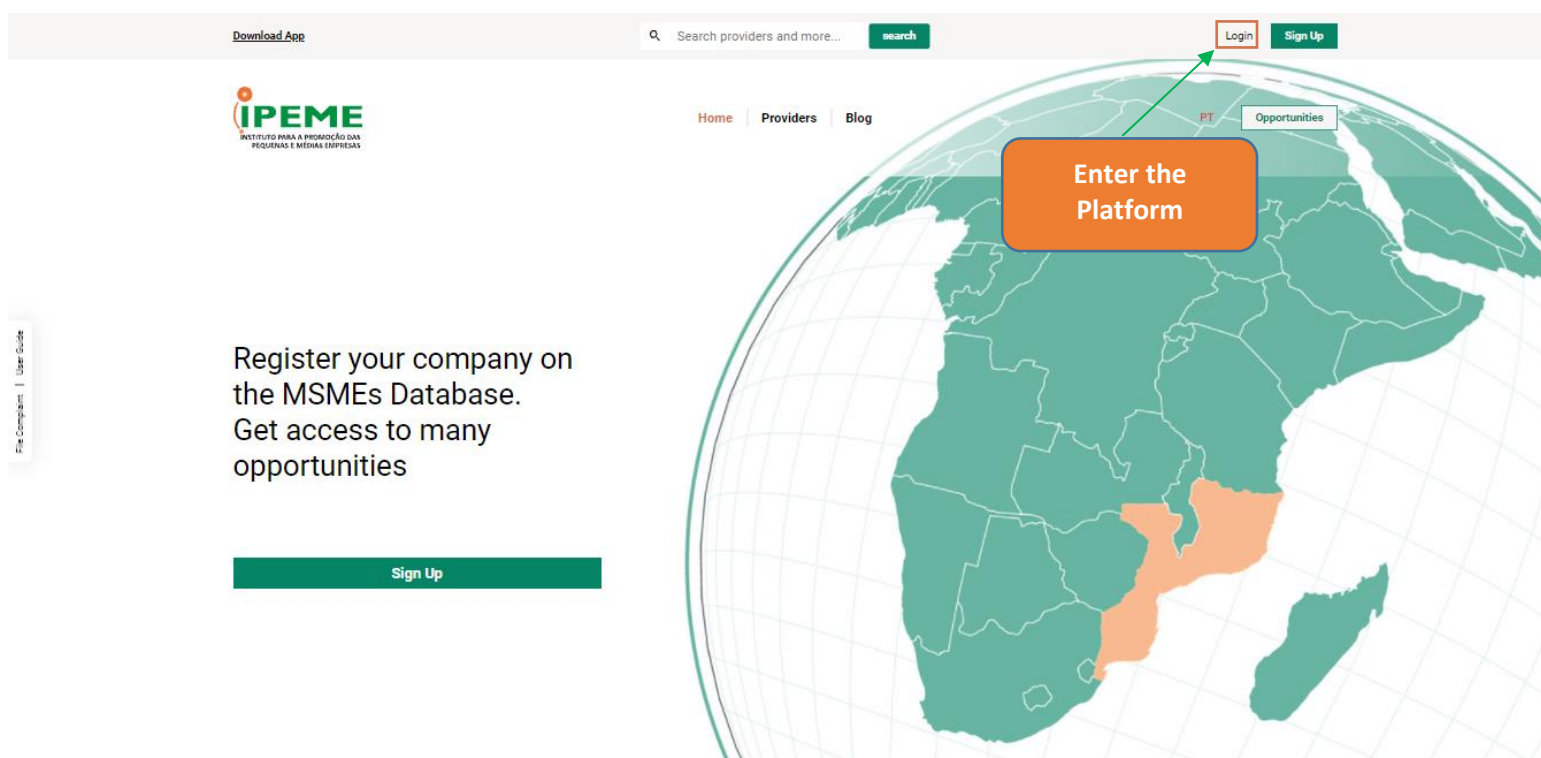 Download App
Search providers and more...
search
Login
Sign Up
IPEME
INSTITUTO PARA A PROMOÇÃO DAS
PEQUENAS E MÉDIAS EMPRESAS
Home
Providers
Blog
PT
Opportunities
Enter the
Platform
File Complaint | User Guide
Register your company on
the MSMEs Database.
Get access to many
opportunities
Sign Up